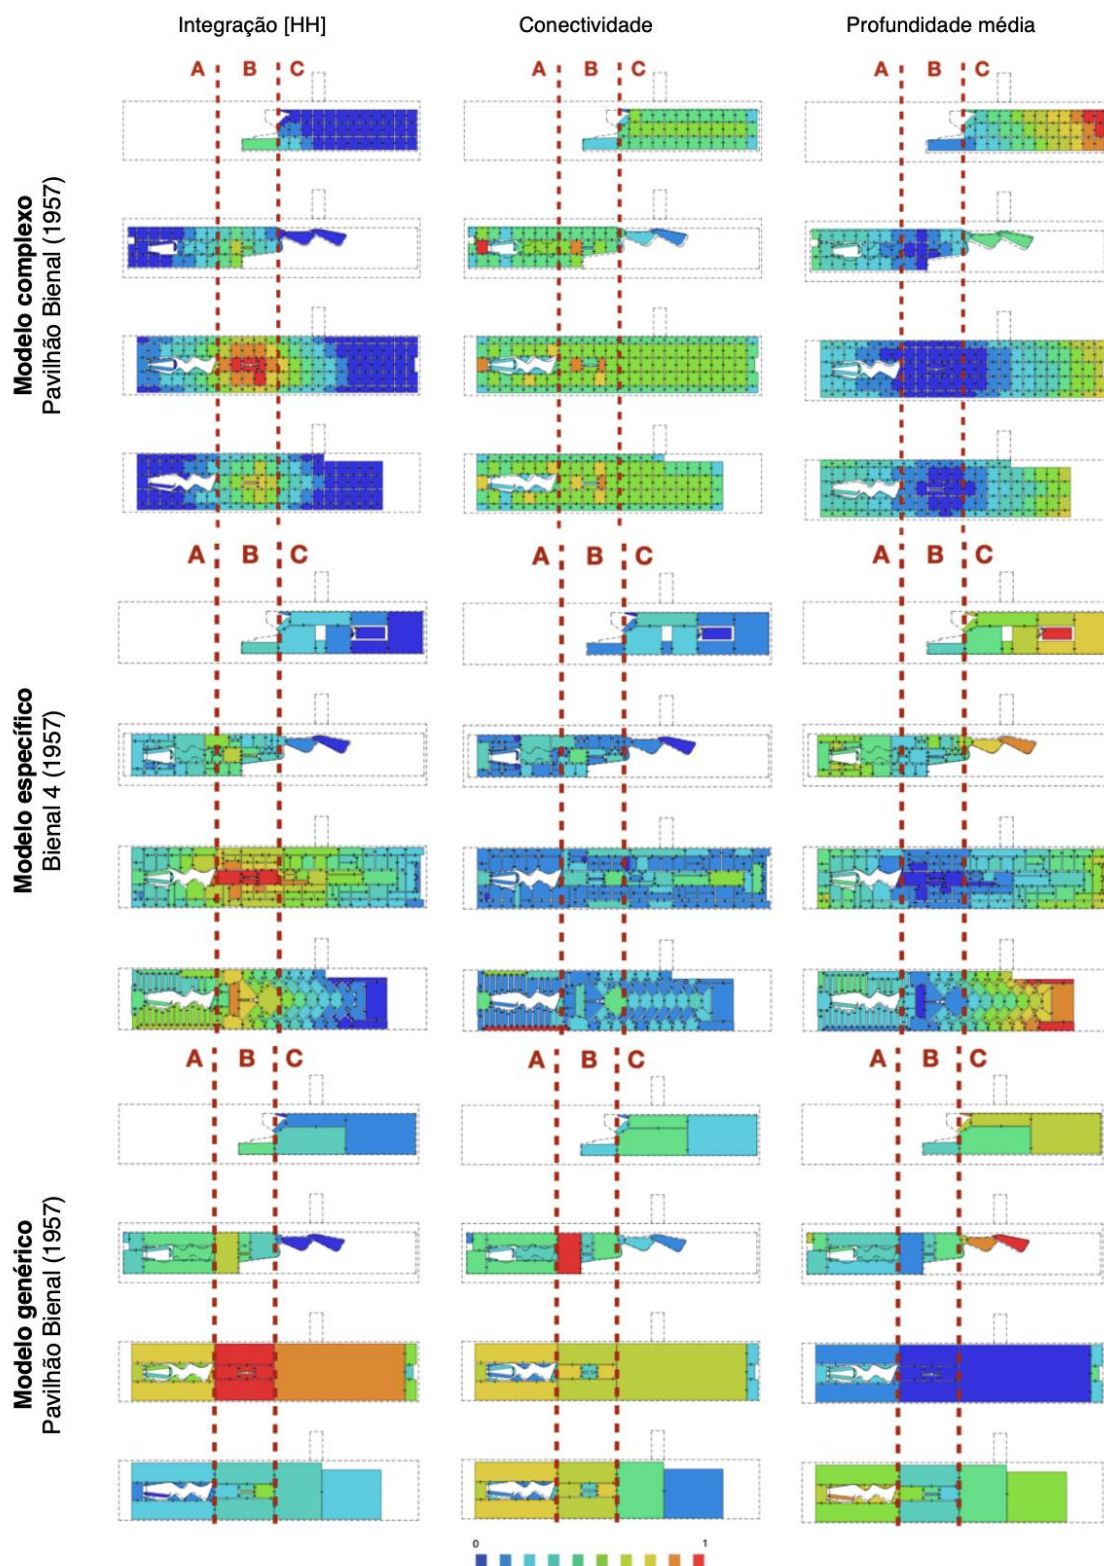 Integração [HH] Conectividade Profundidade média
A B C A B C A B C
Modelo complexo
Pavilhão Bienal (1957)
A B C A B C A B C
Modelo específico
Bienal 4 (1957)
A B C A B C A B C
Modelo genérico
Pavilhão Bienal (1957)
0 1